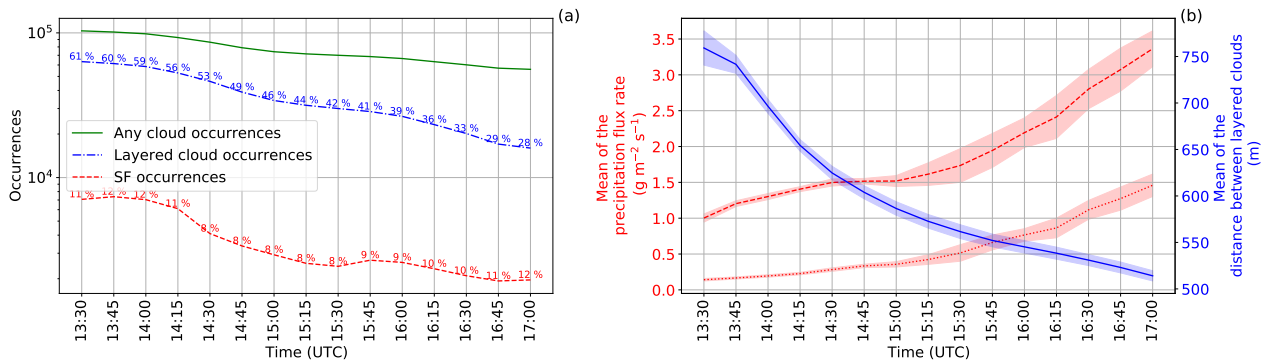 (a)
10⁵
10⁴
Occurrences
61 % 60 % 59 % 56 % 53 % 49 % 46 % 44 % 42 % 41 % 39 % 36 % 33 % 29 % 28 %
Any cloud occurrences
Layered cloud occurrences
SF occurrences
11 % 12 % 12 % 11 % 8 % 8 % 8 % 8 % 8 % 9 % 9 % 10 % 10 % 11 % 12 %
13:30 13:45 14:00 14:15 14:30 14:45 15:00 15:15 15:30 15:45 16:00 16:15 16:30 16:45 17:00
Time (UTC)
(b)
Mean of the
precipitation flux rate
(g m⁻² s⁻¹)
3.5
3.0
2.5
2.0
1.5
1.0
0.5
0.0
750
700
650
600
550
500
Mean of the
distance between layered clouds
(m)
13:30 13:45 14:00 14:15 14:30 14:45 15:00 15:15 15:30 15:45 16:00 16:15 16:30 16:45 17:00
Time (UTC)